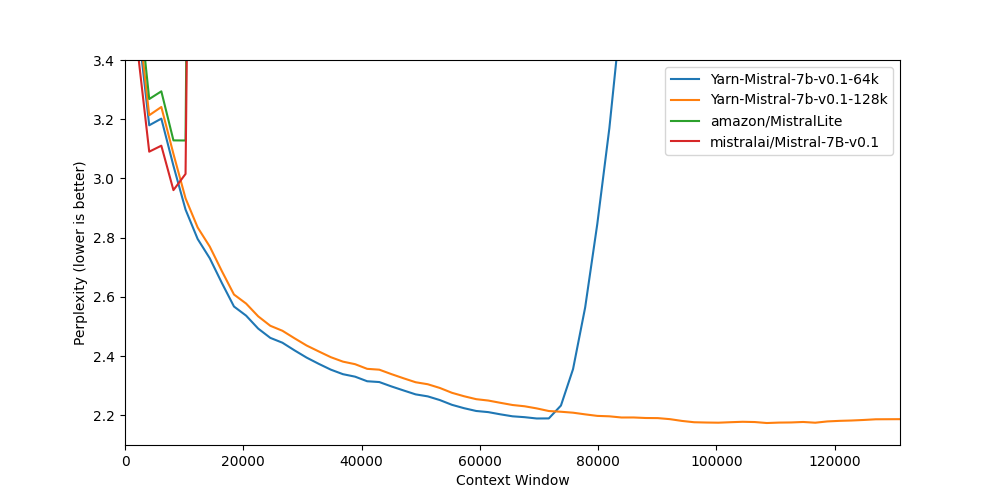 3.4
3.2
3.0
2.8
2.6
2.4
2.2
Perplexity (lower is better)
Yarn-Mistral-7b-v0.1-64k
Yarn-Mistral-7b-v0.1-128k
amazon/MistralLite
mistralai/Mistral-7B-v0.1
0 20000 40000 60000 80000 100000 120000
Context Window